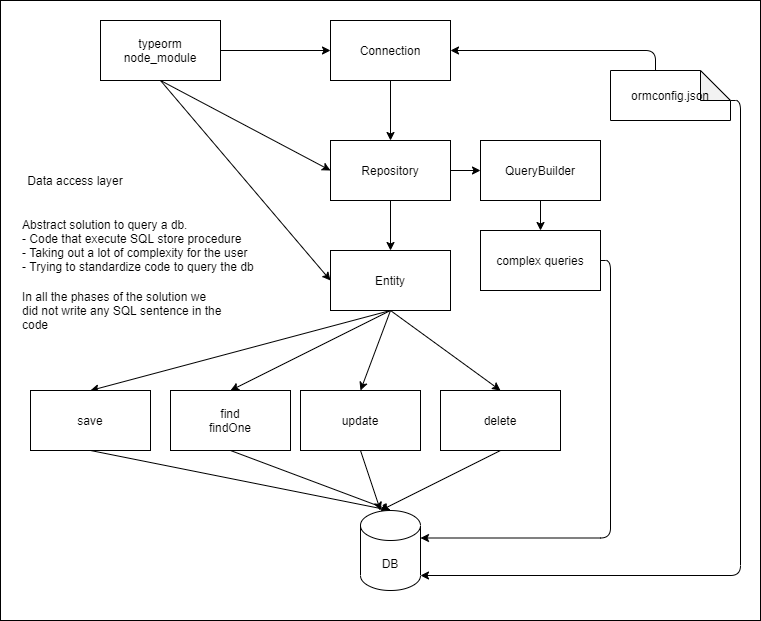 typeorm
node_module
Connection
ormconfig.json
Repository
QueryBuilder
Data access layer
Abstract solution to query a db.
- Code that execute SQL store procedure
- Taking out a lot of complexity for the user
- Trying to standardize code to query the db
In all the phases of the solution we
did not write any SQL sentence in the
code
complex queries
Entity
save
find
findOne
update
delete
DB